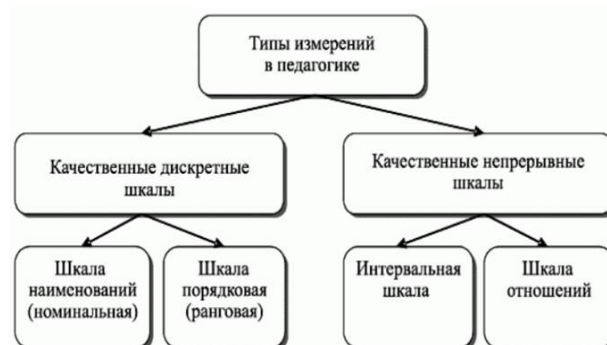 Типы измерений
в педагогике
Качественные дискретные
шкалы
Качественные непрерывные
шкалы
Шкала
наименований
(номинальная)
Шкала
порядковая
(ранговая)
Интервальная
шкала
Шкала
отношений